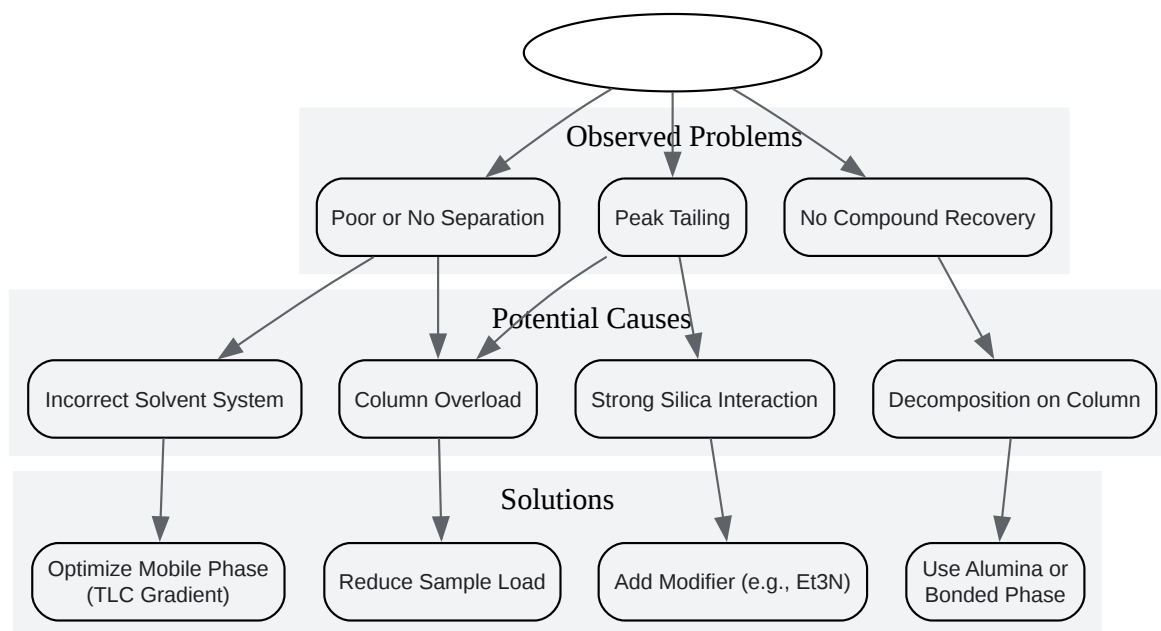 Observed Problems
Poor or No Separation
Peak Tailing
No Compound Recovery
Potential Causes
Incorrect Solvent System
Column Overload
Strong Silica Interaction
Decomposition on Column
Solutions
Optimize Mobile Phase
(TLC Gradient)
Reduce Sample Load
Add Modifier (e.g., Et3N)
Use Alumina or
Bonded Phase